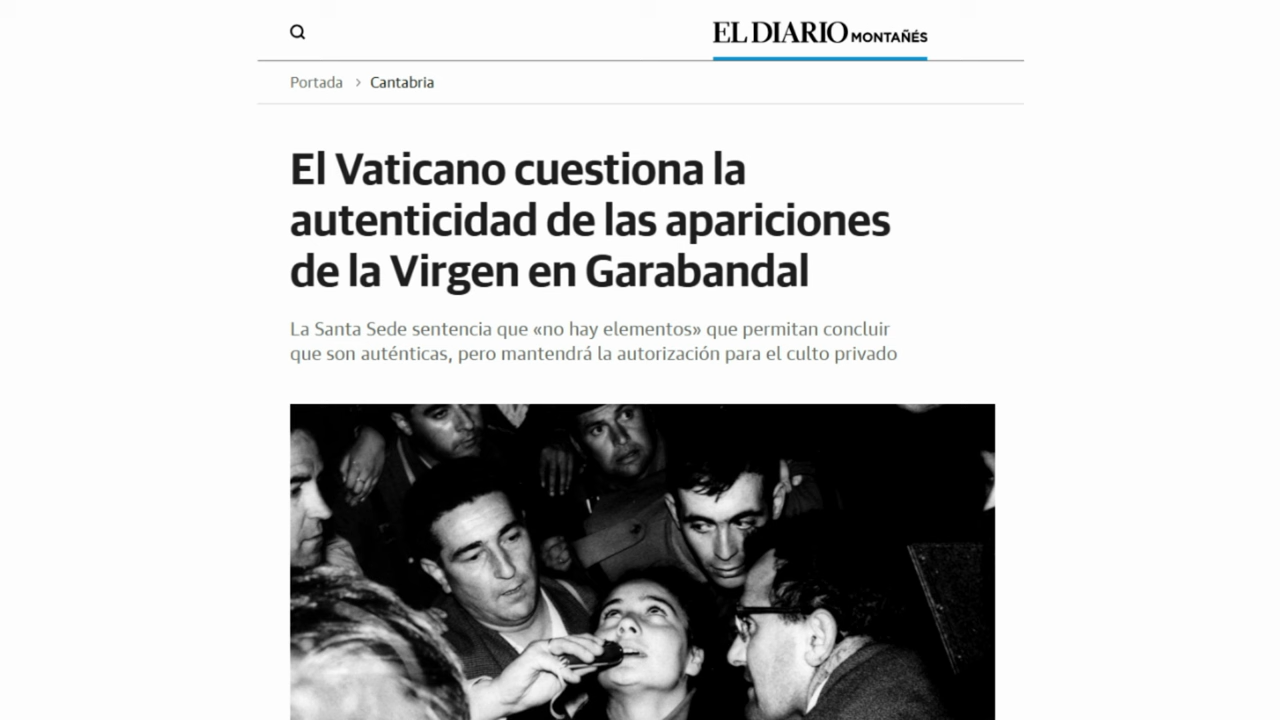 EL DIARIO MONTAÑÉS
Portada > Cantabria
El Vaticano cuestiona la
autenticidad de las apariciones
de la Virgen en Garabandal
La Santa Sede sentencia que «no hay elementos» que permitan concluir
que son auténticas, pero mantendrá la autorización para el culto privado